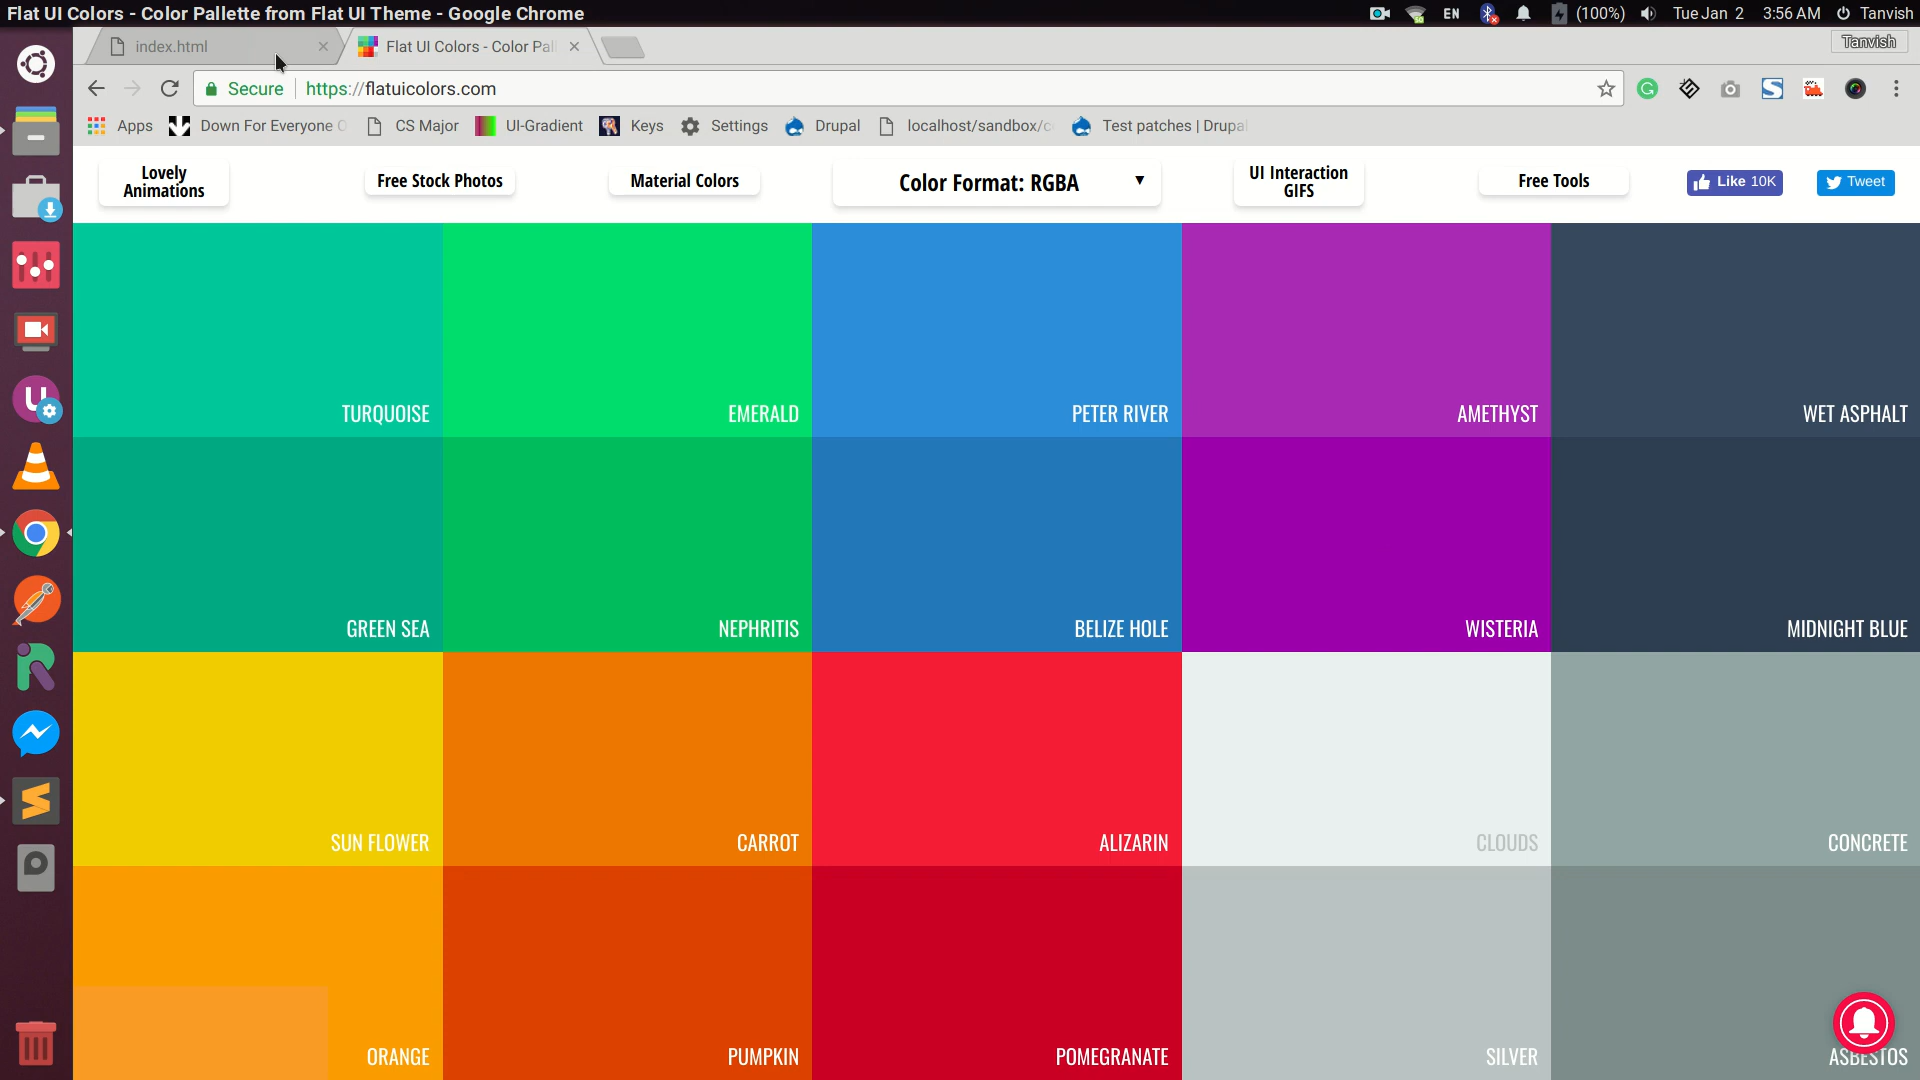 Flat UI Colors - Color Pallette from Flat UI Theme - Google Chrome
EN (100%) Tue Jan 2 3:56 AM Tanvish
index.html
Flat UI Colors - Color Pal
Tanvish
Secure https://flatuicolors.com
Apps
Down For Everyone O
CS Major
UI-Gradient
Keys
Settings
Drupal
localhost/sandbox/c
Test patches | Drupal
Lovely
Animations
Free Stock Photos
Material Colors
Color Format: RGBA
UI Interaction
GIFS
Free Tools
Like 10K
Tweet
TURQUOISE
EMERALD
PETER RIVER
AMETHYST
WET ASPHALT
GREEN SEA
NEPHRITIS
BELIZE HOLE
WISTERIA
MIDNIGHT BLUE
SUN FLOWER
CARROT
ALIZARIN
CLOUDS
CONCRETE
ORANGE
PUMPKIN
POMEGRANATE
SILVER
ASBESTOS